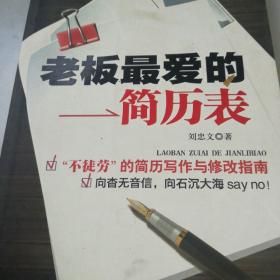 老板最爱的
一简历表
刘忠文◎著
LAOBAN ZUIAI DE JIANLIBIAO
“不徒劳”的简历写作与修改指南
向杳无音信，向石沉大海 say no！